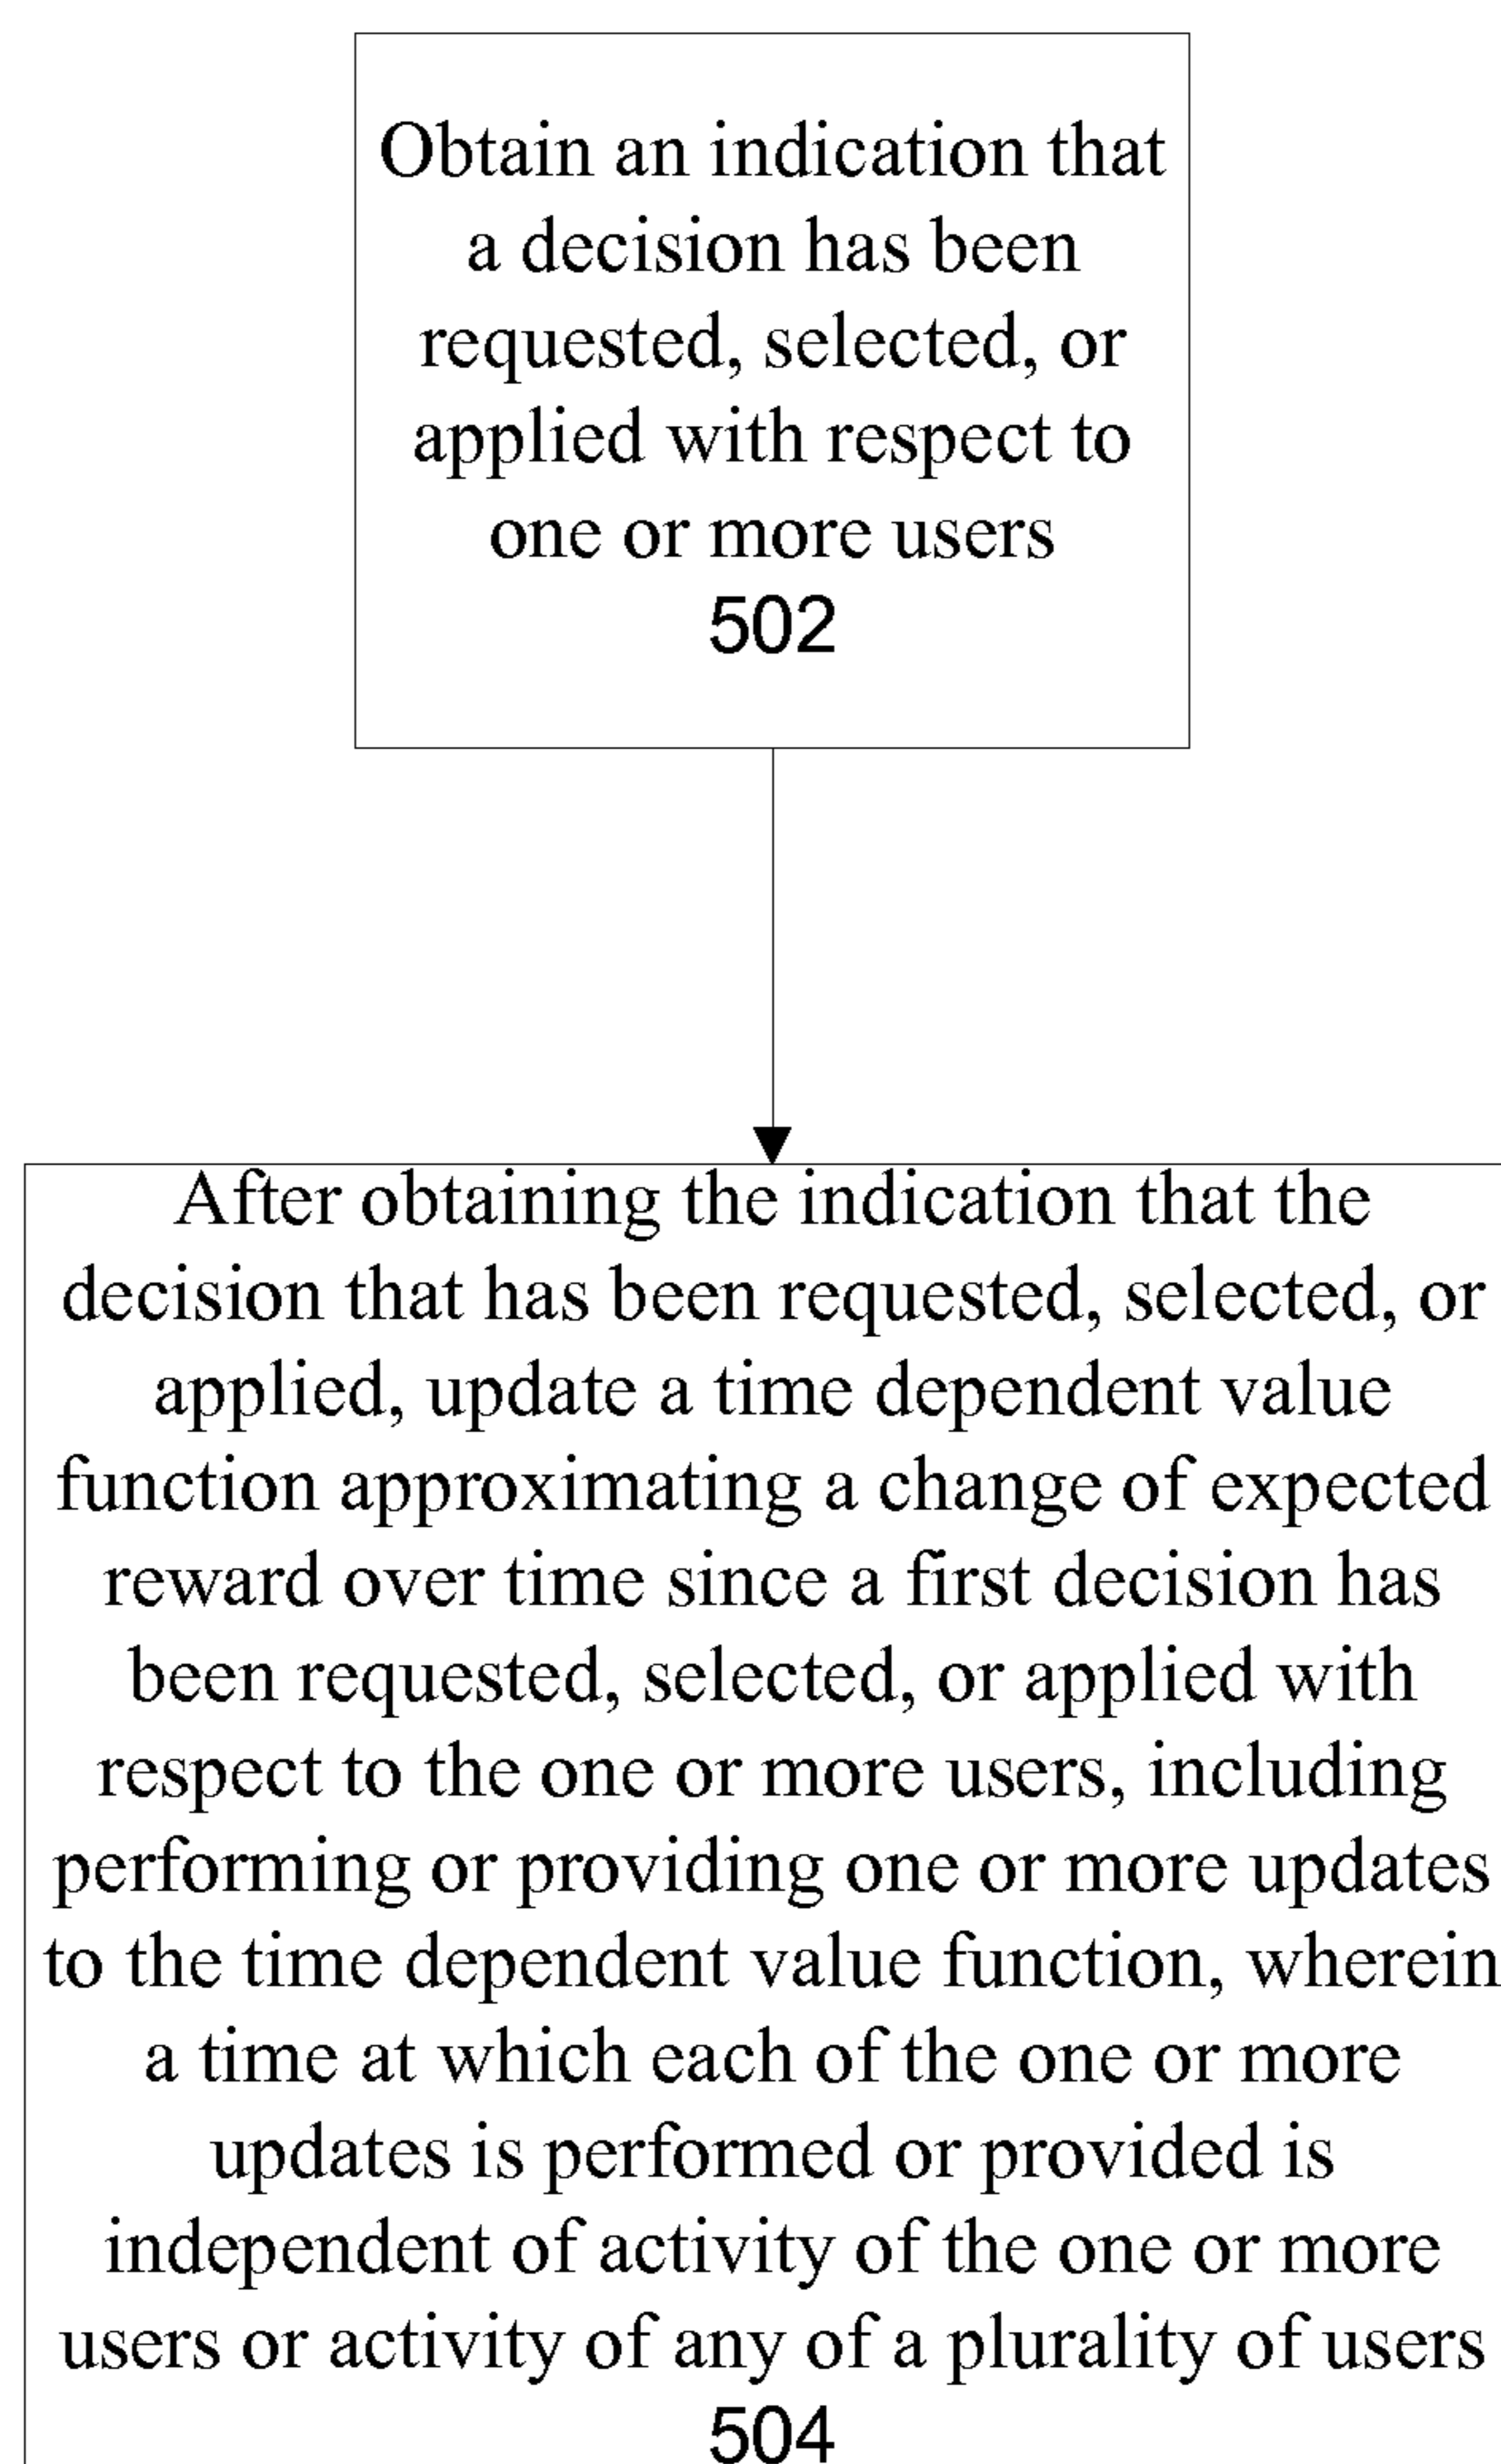 Obtain an indication that
a decision has been
requested, selected, or
applied with respect to
one or more users
502
After obtaining the indication that the
decision that has been requested, selected, or
applied, update a time dependent value
function approximating a change of expected
reward over time since a first decision has
been requested, selected, or applied with
respect to the one or more users, including
performing or providing one or more updates
to the time dependent value function, wherein
a time at which each of the one or more
updates is performed or provided is
independent of activity of the one or more
users or activity of any of a plurality of users
504